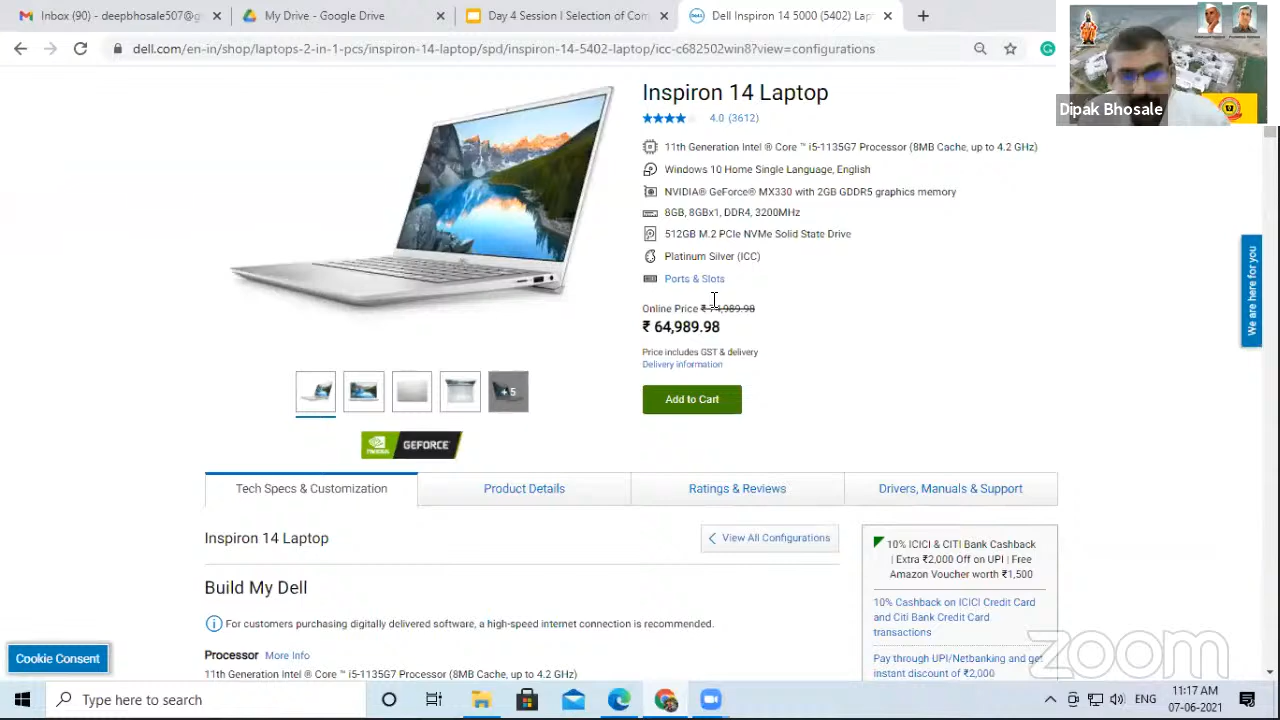 Inbox (90) - deepbhosale507@g
My Drive - Google Drive
Day
Selection of Com
Dell Inspiron 14 5000 (5402) Lap
dell.com/en-in/shop/laptops-2-in-1-pcs/inspiron-14-laptop/spd/inspiron-14-5402-laptop/icc-c682502win8?view=configurations
Dipak Bhosale
Inspiron 14 Laptop
4.0 (3612)
11th Generation Intel ® Core ™ i5-1135G7 Processor (8MB Cache, up to 4.2 GHz)
Windows 10 Home Single Language, English
NVIDIA® GeForce® MX330 with 2GB GDDR5 graphics memory
8GB, 8GBx1, DDR4, 3200MHz
512GB M.2 PCIe NVMe Solid State Drive
Platinum Silver (ICC)
Ports & Slots
Online Price ₹ 74,989.98
₹ 64,989.98
Price includes GST & delivery
Delivery information
Add to Cart
We are here for you
+ 5
NVIDIA GEFORCE
Tech Specs & Customization
Product Details
Ratings & Reviews
Drivers, Manuals & Support
Inspiron 14 Laptop
View All Configurations
Build My Dell
For customers purchasing digitally delivered software, a high-speed internet connection is recommended.
Processor More Info
11th Generation Intel ® Core ™ i5-1135G7 Processor (8MB Cache, up to 4.2 GHz)
10% ICICI & CITI Bank Cashback
| Extra ₹2,000 Off on UPI | Free
Amazon Voucher worth ₹1,500
10% Cashback on ICICI Credit Card
and Citi Bank Credit Card
transactions
Pay through UPI/Netbanking and get
instant discount of ₹2,000
Cookie Consent
zoom
Type here to search
ENG
11:17 AM
07-06-2021